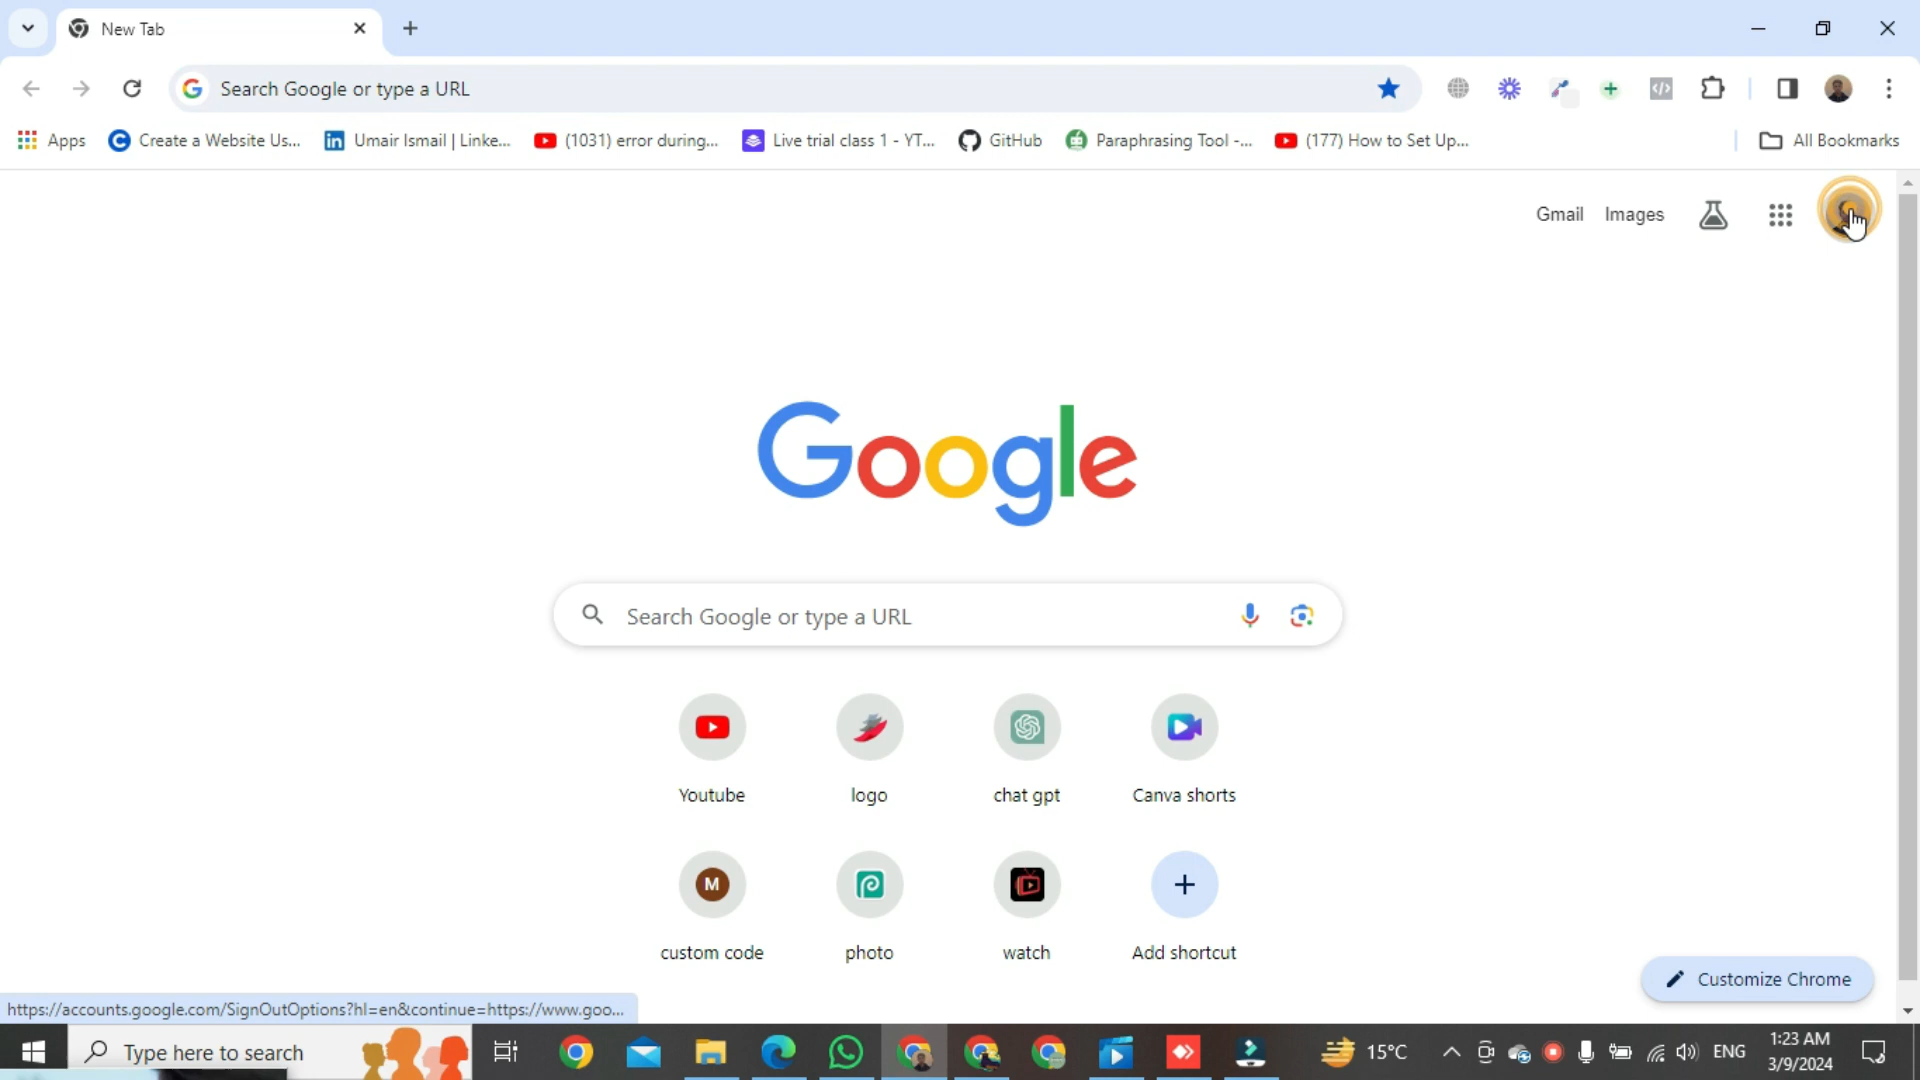 New Tab
Search Google or type a URL
Apps
Create a Website Us...
Umair Ismail | Linke...
(1031) error during...
Live trial class 1 - YT...
GitHub
Paraphrasing Tool -...
(177) How to Set Up...
All Bookmarks
Gmail
Images
Google
Search Google or type a URL
Youtube
logo
chat gpt
Canva shorts
M
custom code
photo
watch
Add shortcut
Customize Chrome
https://accounts.google.com/SignOutOptions?hl=en&continue=https://www.goo...
Type here to search
15°C
ENG
1:23 AM
3/9/2024